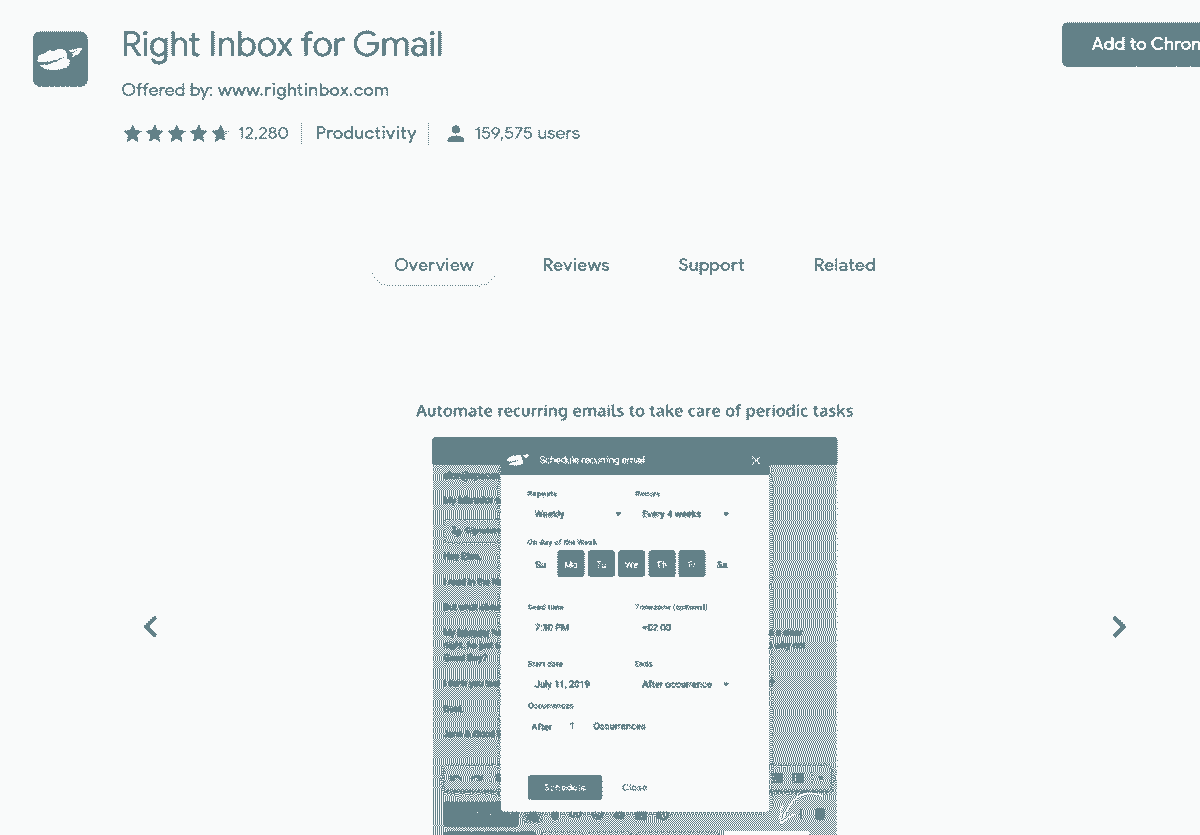 Right Inbox for Gmail
Add to Chron
Offered by: www.rightinbox.com
12,280 Productivity 159,575 users
Overview Reviews Support Related
Automate recurring emails to take care of periodic tasks
Schedule recurring email
Repeats
Weekly Every 4 weeks
On day of the Week
Su Mo Tu We Th Fr Sa
Send time Timezone (optional)
7:30 PM +02:00
Start date Ends
July 11, 2019 After occurrence
Occurrences
After 1 Occurrences
Schedule Close